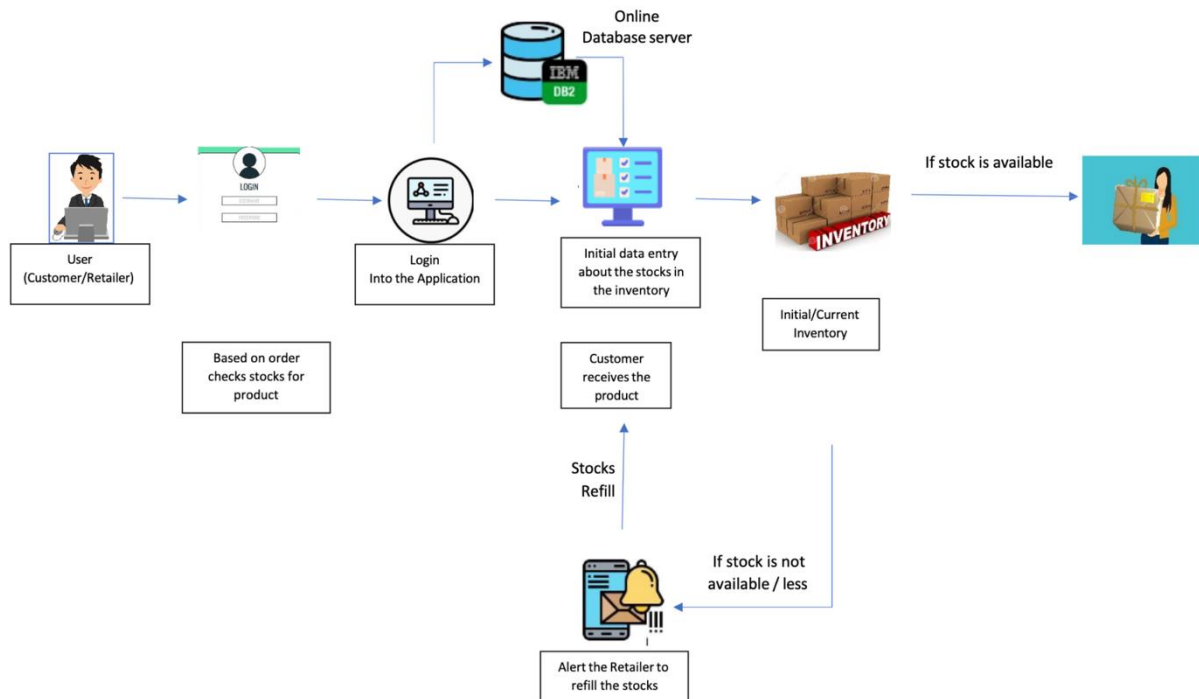 Online
Database server
IBM
DB2
If stock is available
LOGIN
INVENTORY
User
(Customer/Retailer)
Login
Into the Application
Initial data entry
about the stocks in
the inventory
Initial/Current
Inventory
Based on order
checks stocks for
product
Customer
receives the
product
Stocks
Refill
If stock is not
available / less
Alert the Retailer to
refill the stocks